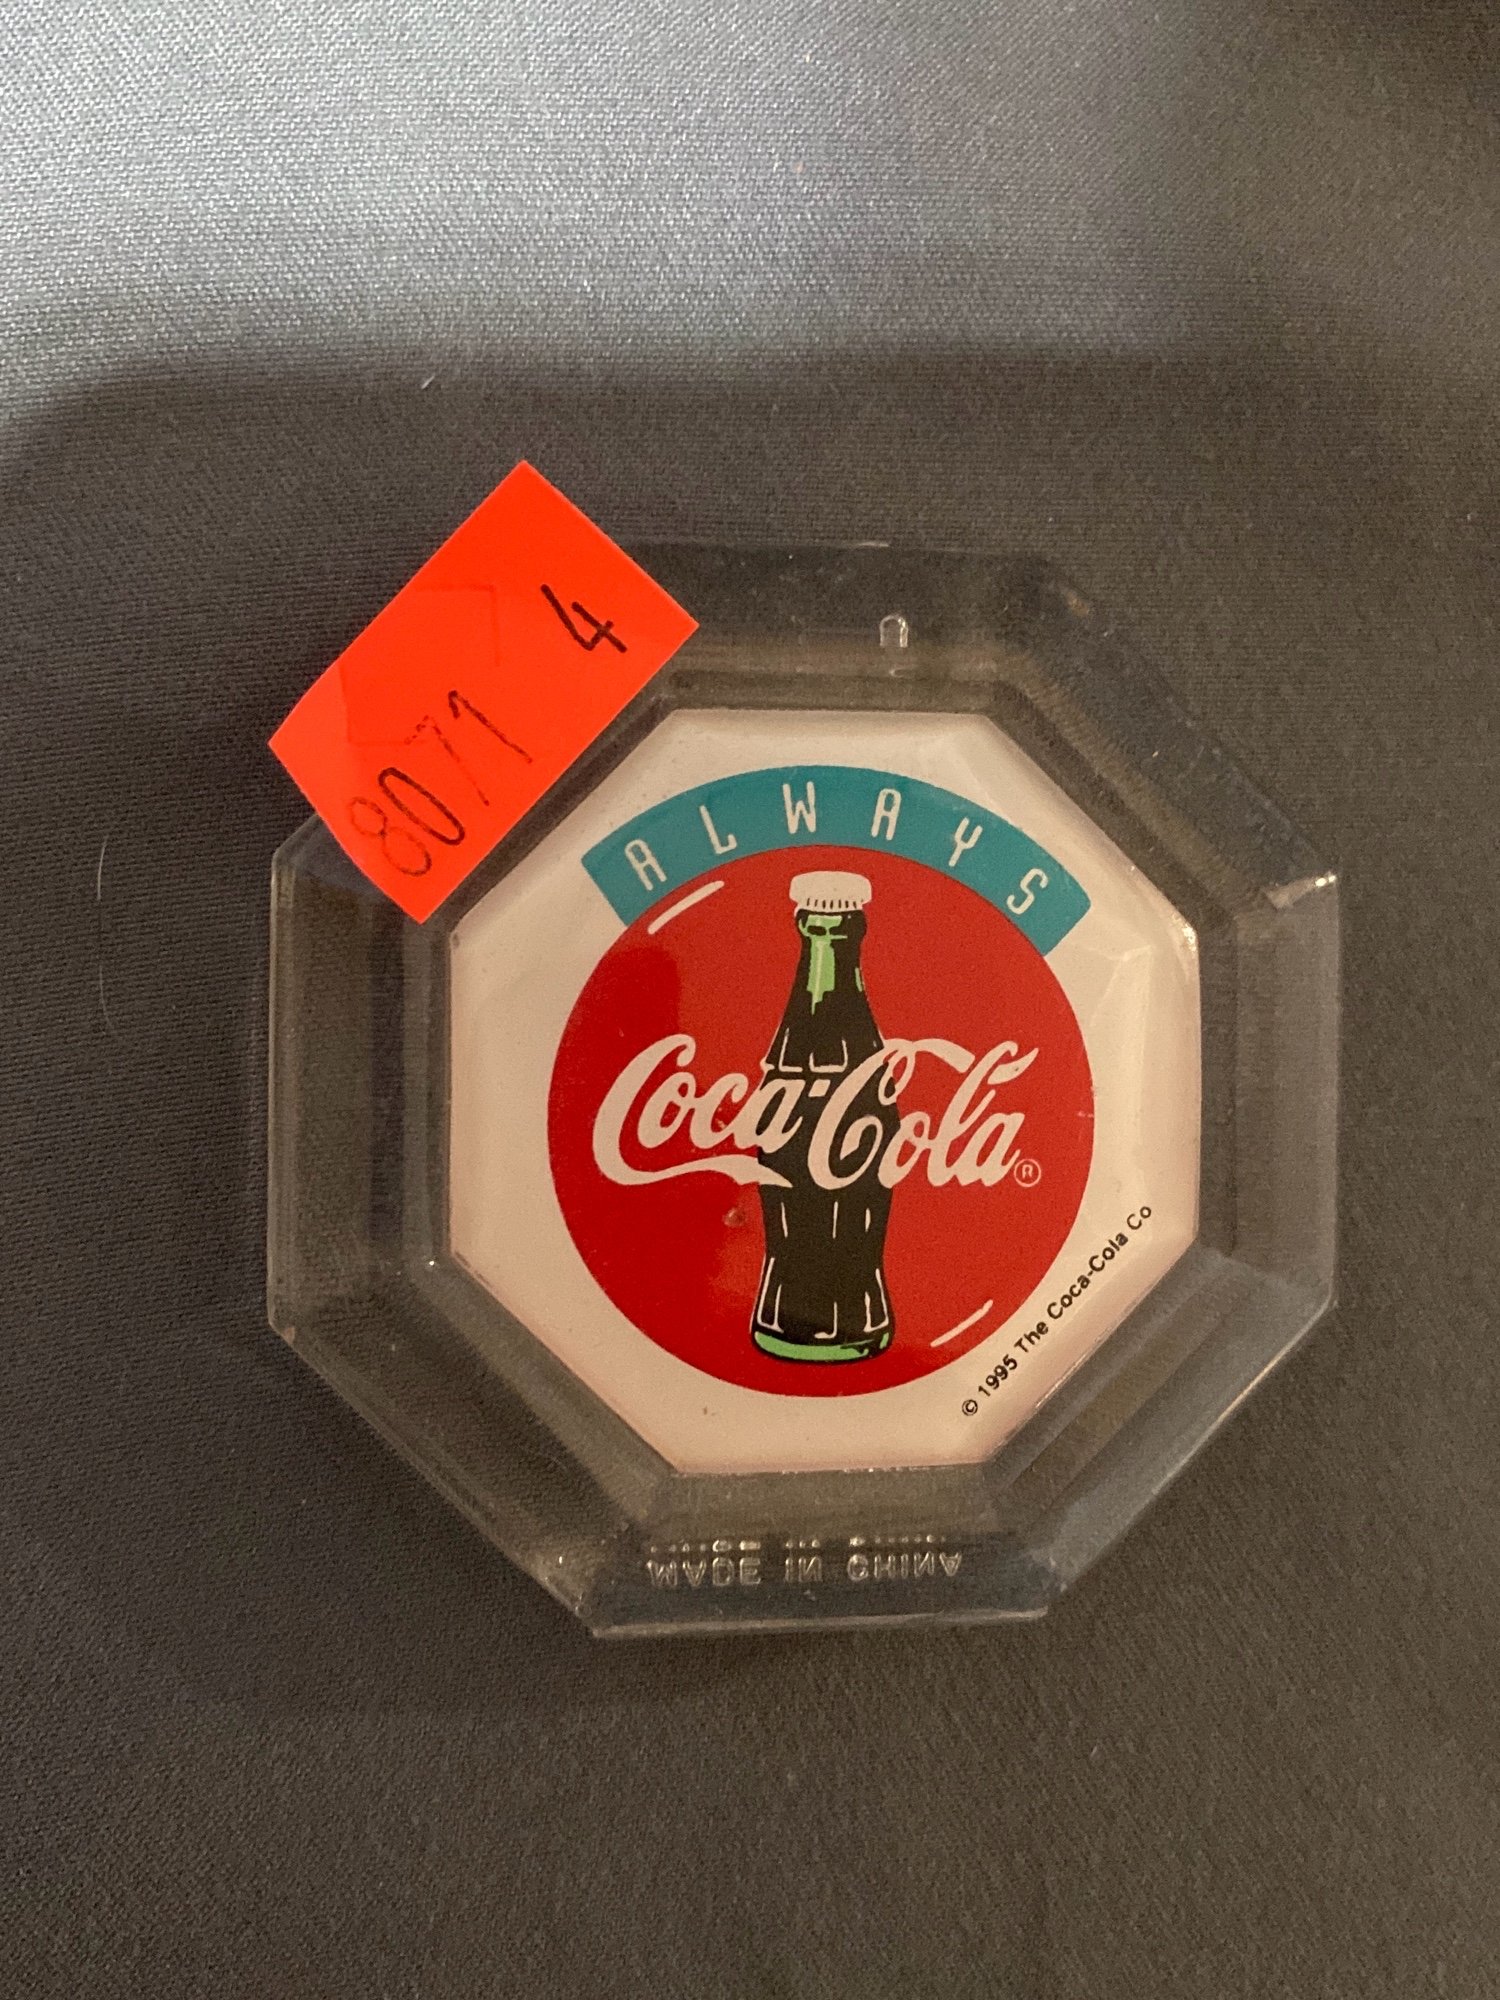 4
8071
ALWAYS
Coca-Cola®
© 1995 The Coca-Cola Co
MADE IN CHINA